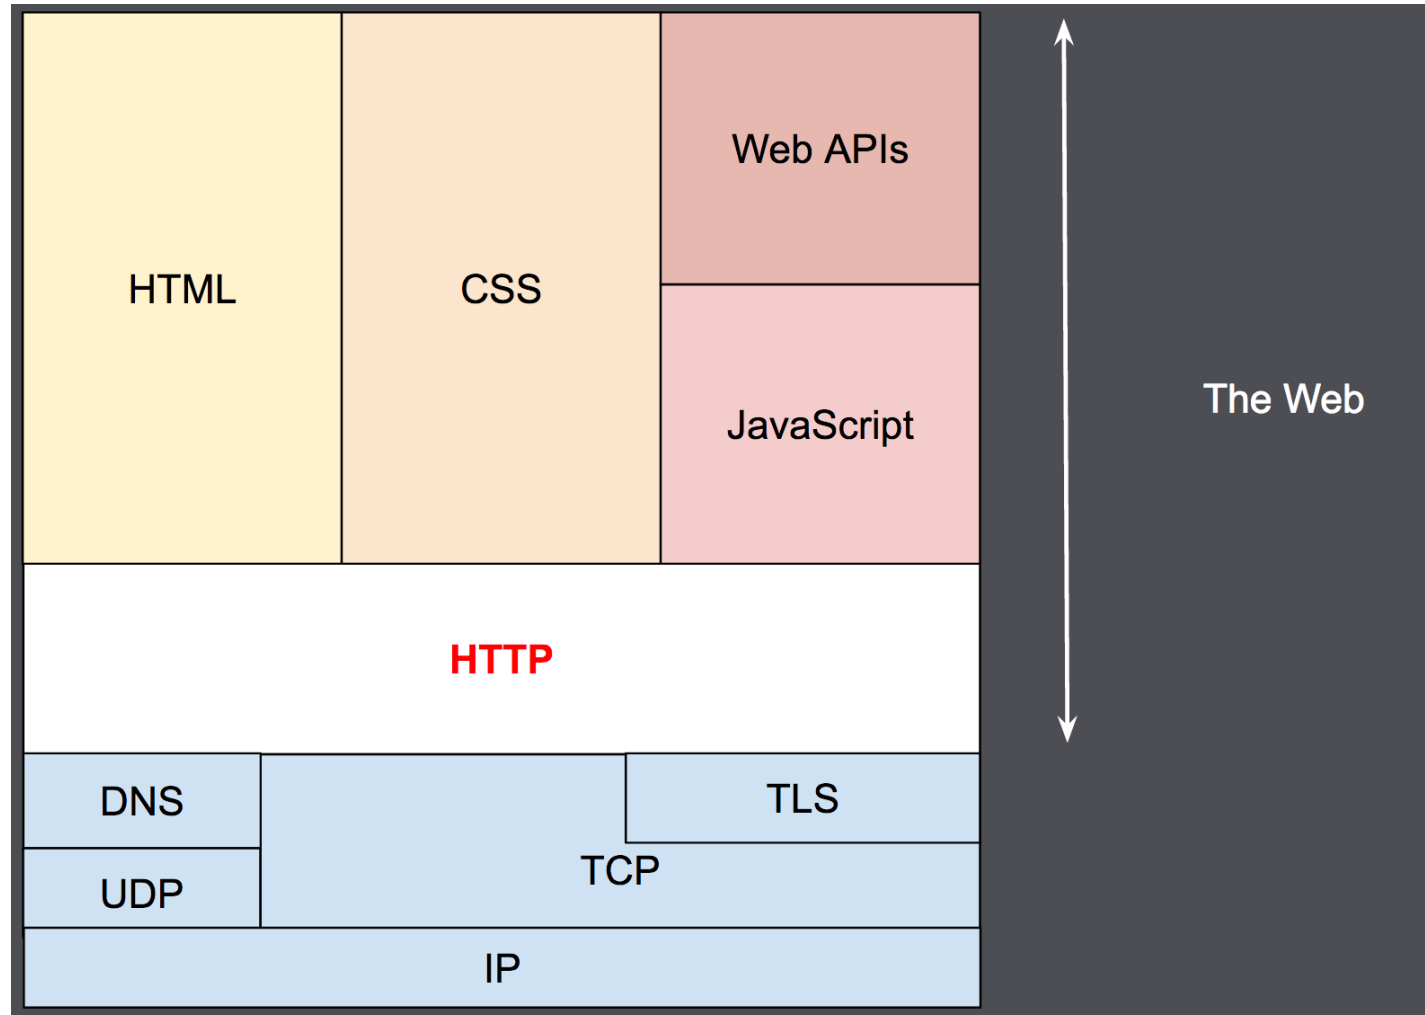 Web APIs
HTML
CSS
JavaScript
The Web
HTTP
DNS
TLS
TCP
UDP
IP